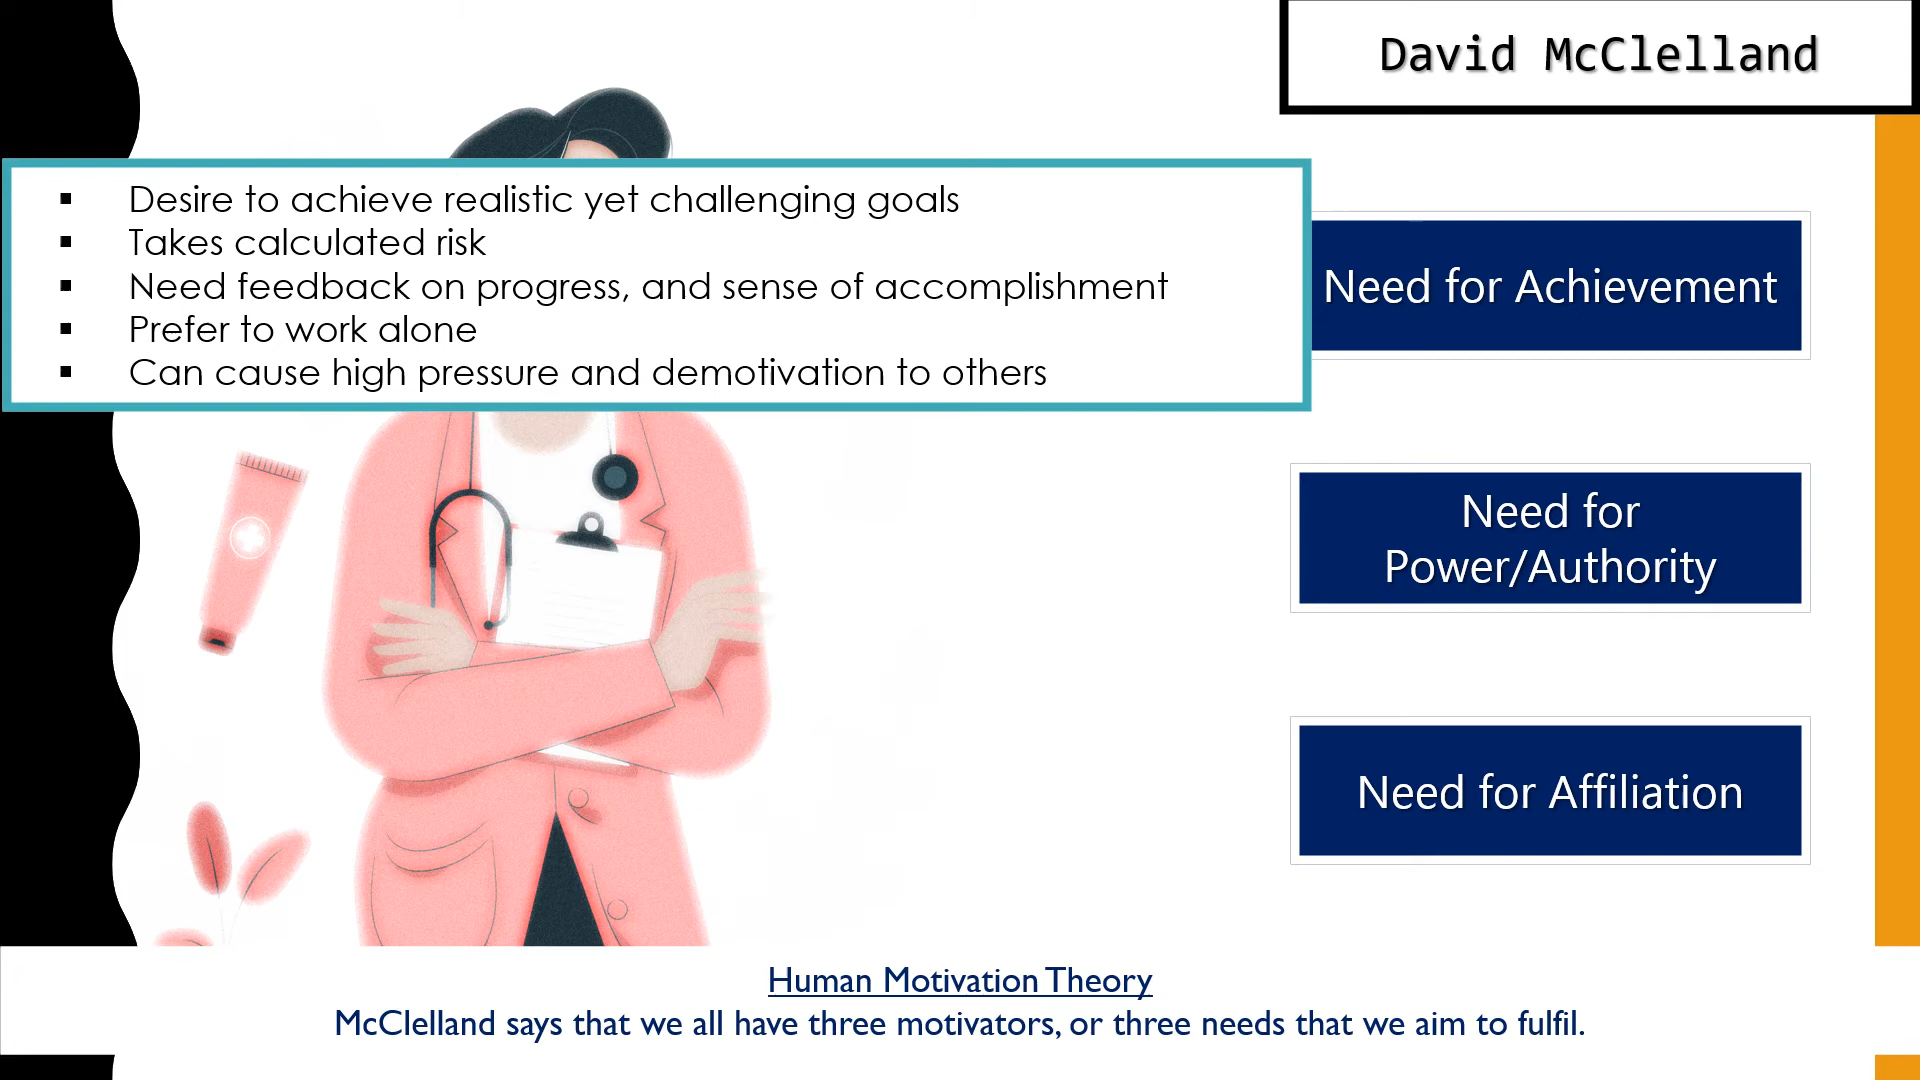 David McClelland
▪ Desire to achieve realistic yet challenging goals
▪ Takes calculated risk
▪ Need feedback on progress, and sense of accomplishment
▪ Prefer to work alone
▪ Can cause high pressure and demotivation to others
Need for Achievement
Need for
Power/Authority
Need for Affiliation
Human Motivation Theory
McClelland says that we all have three motivators, or three needs that we aim to fulfil.